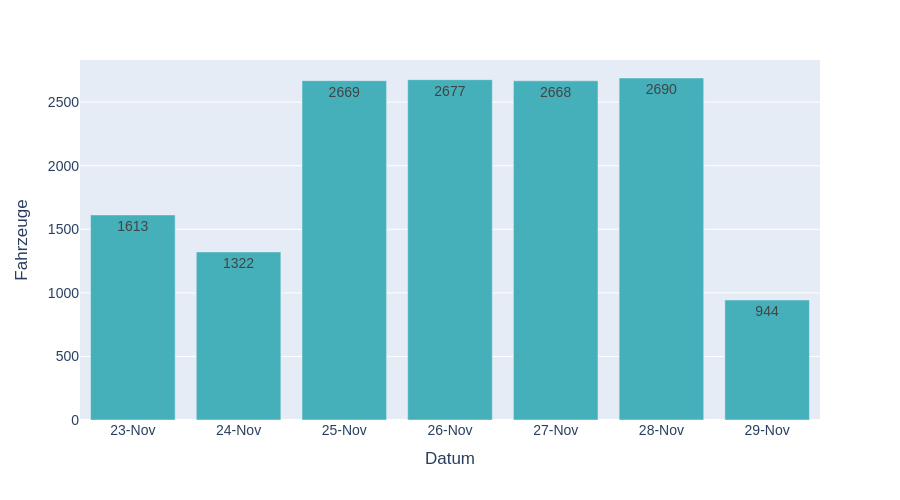 Fahrzeuge
2500
2000
1500
1000
500
0
1613
1322
2669
2677
2668
2690
944
23-Nov
24-Nov
25-Nov
26-Nov
27-Nov
28-Nov
29-Nov
Datum